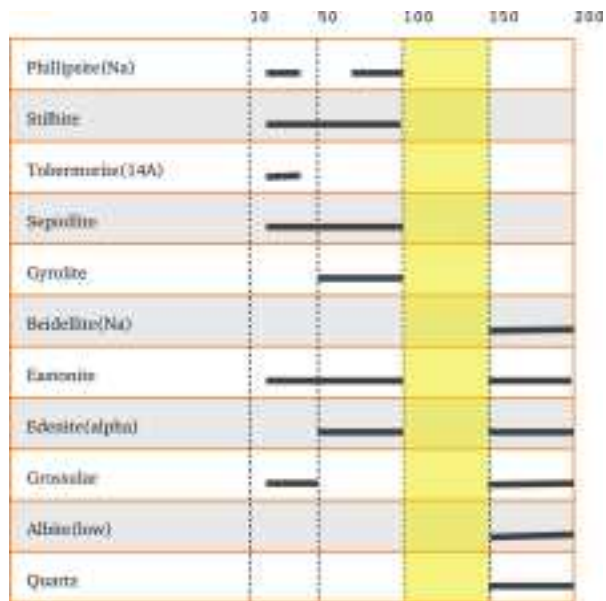 10 50 100 150 200
Phillipsite(Na)
Stilbite
Tobermorite(14A)
Sepiolite
Gyrolite
Beidellite(Na)
Eastonite
Edenite(alpha)
Grossular
Albite(low)
Quartz